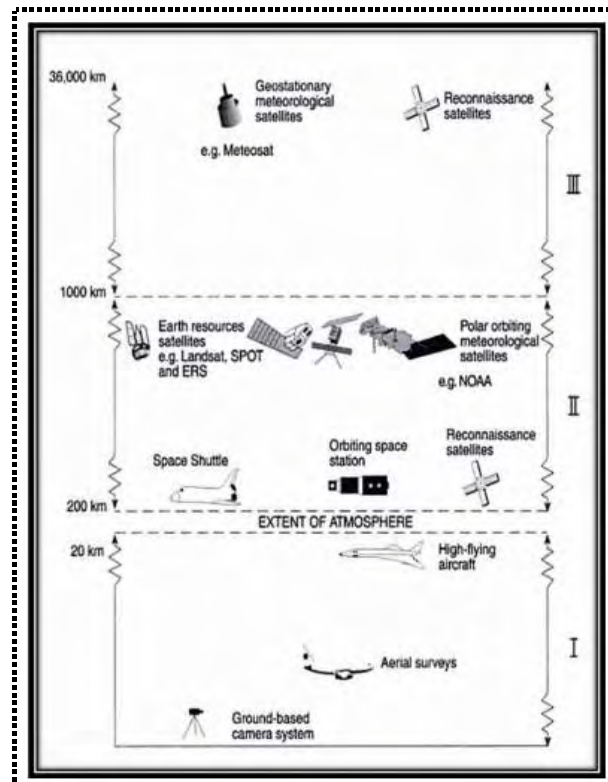 36,000 km
Geostationary
meteorological
satellites
e.g. Meteosat
Reconnaissance
satellites
III
1000 km
Earth resources
satellites
e.g. Landsat, SPOT
and ERS
Polar orbiting
meteorological
satellites
e.g. NOAA
II
Space Shuttle
Orbiting space
station
Reconnaissance
satellites
200 km
EXTENT OF ATMOSPHERE
20 km
High-flying
aircraft
I
Aerial surveys
Ground-based
camera system